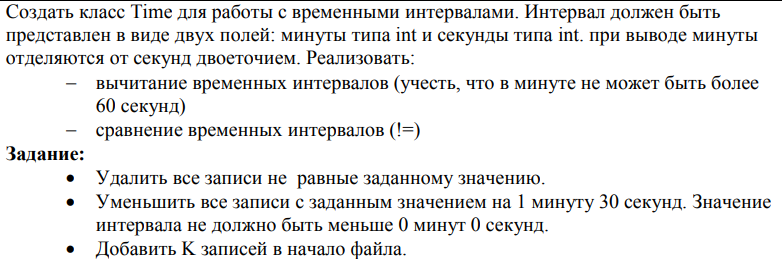 Создать класс Time для работы с временными интервалами. Интервал должен быть
представлен в виде двух полей: минуты типа int и секунды типа int. при выводе минуты
отделяются от секунд двоеточием. Реализовать:
– вычитание временных интервалов (учесть, что в минуте не может быть более
60 секунд)
– сравнение временных интервалов (!=)
Задание:
• Удалить все записи не равные заданному значению.
• Уменьшить все записи с заданным значением на 1 минуту 30 секунд. Значение
интервала не должно быть меньше 0 минут 0 секунд.
• Добавить K записей в начало файла.